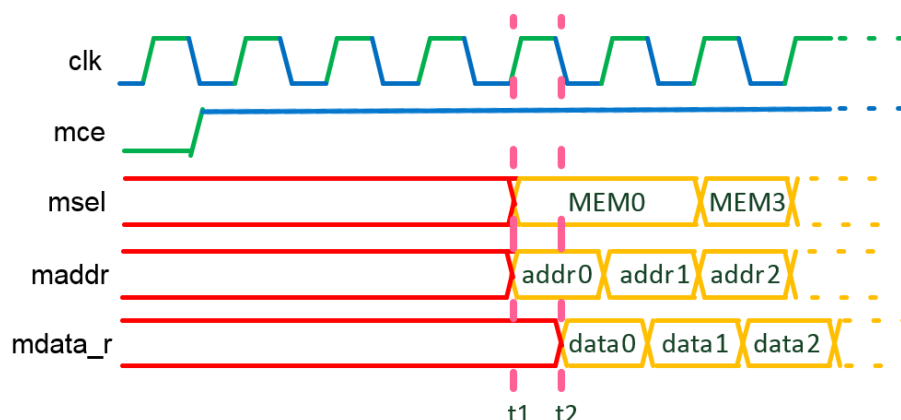 clk
mce
msel MEM0 MEM3
maddr addr0 addr1 addr2
mdata_r data0 data1 data2
t1 t2